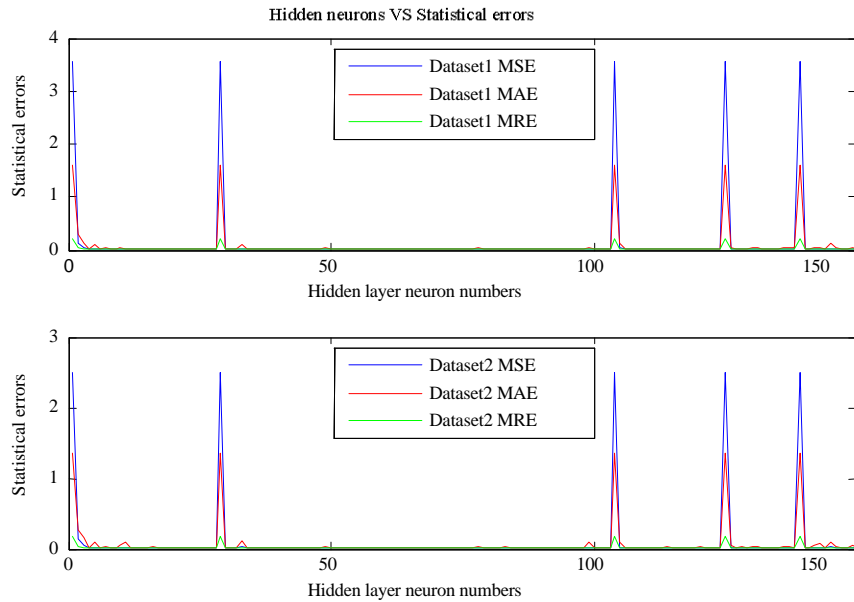 Hidden neurons VS Statistical errors
4
3
2
1
0
Statistical errors
Dataset1 MSE
Dataset1 MAE
Dataset1 MRE
0 50 100 150
Hidden layer neuron numbers
3
2
1
0
Statistical errors
Dataset2 MSE
Dataset2 MAE
Dataset2 MRE
0 50 100 150
Hidden layer neuron numbers